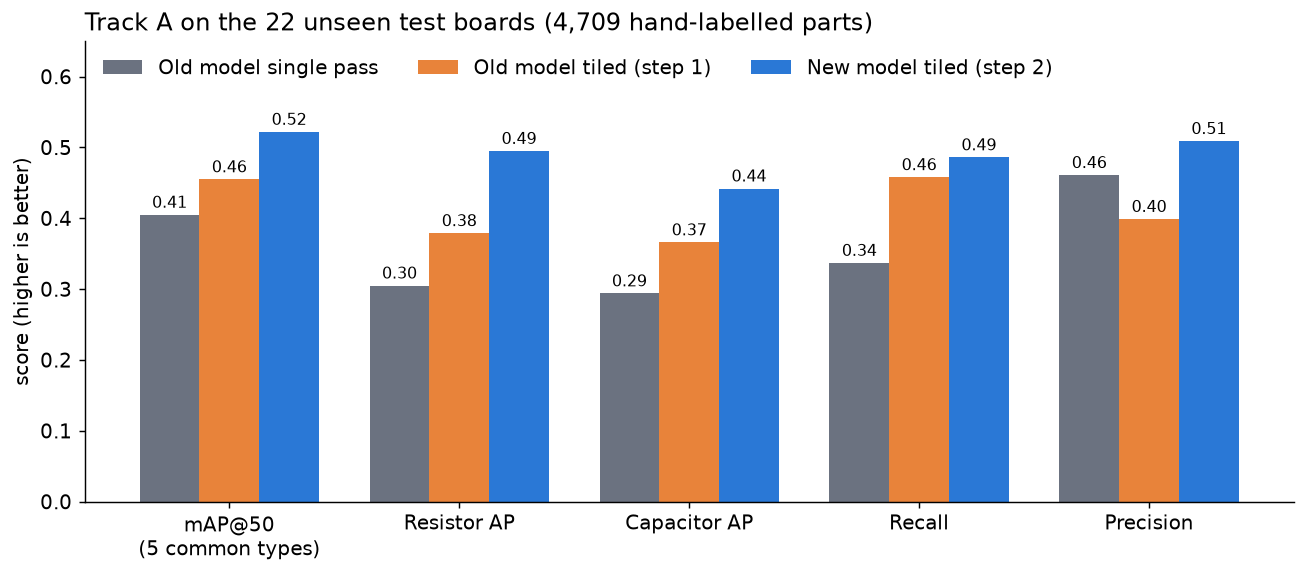 Track A on the 22 unseen test boards (4,709 hand-labelled parts)
Old model single pass
Old model tiled (step 1)
New model tiled (step 2)
score (higher is better)
0.6
0.5
0.4
0.3
0.2
0.1
0.0
0.41
0.46
0.52
0.30
0.38
0.49
0.29
0.37
0.44
0.34
0.46
0.49
0.46
0.40
0.51
mAP@50
(5 common types)
Resistor AP
Capacitor AP
Recall
Precision